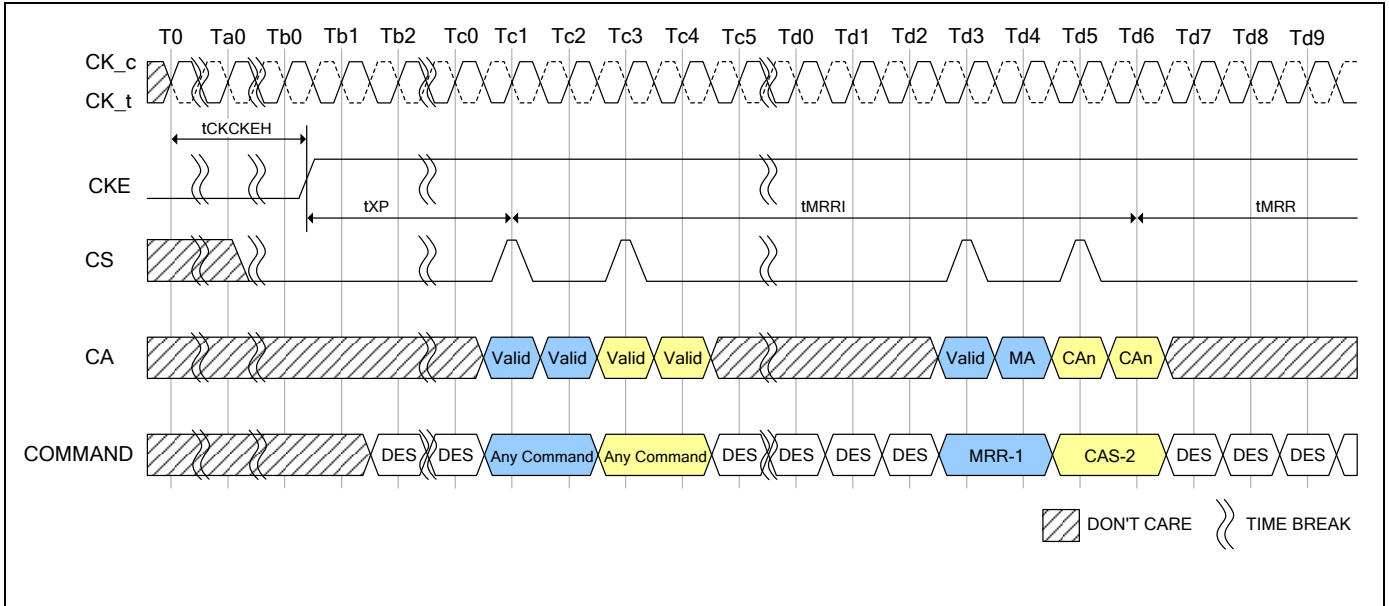 T0 Ta0 Tb0 Tb1 Tb2 Tc0 Tc1 Tc2 Tc3 Tc4 Tc5 Td0 Td1 Td2 Td3 Td4 Td5 Td6 Td7 Td8 Td9
CK_c
CK_t
tCKCKEH
CKE
tXP tMRRI tMRR
CS
CA Valid Valid Valid Valid Valid MA CAn CAn
COMMAND DES DES Any Command Any Command DES DES DES DES MRR-1 CAS-2 DES DES DES
DON'T CARE TIME BREAK